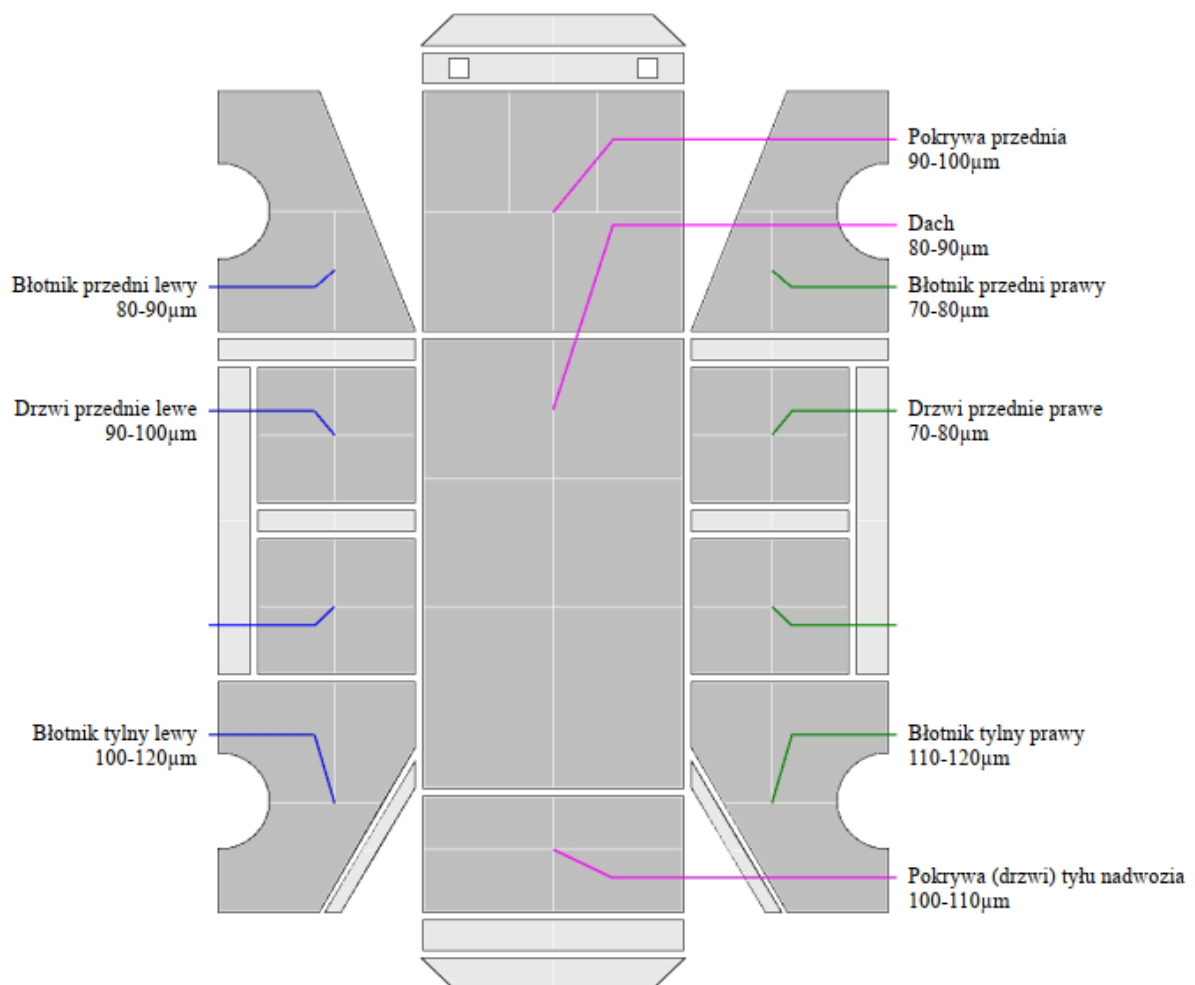 Pokrywa przednia
90-100µm
Dach
80-90µm
Błotnik przedni lewy
80-90µm
Błotnik przedni prawy
70-80µm
Drzwi przednie lewe
90-100µm
Drzwi przednie prawe
70-80µm
Błotnik tylny lewy
100-120µm
Błotnik tylny prawy
110-120µm
Pokrywa (drzwi) tyłu nadwozia
100-110µm